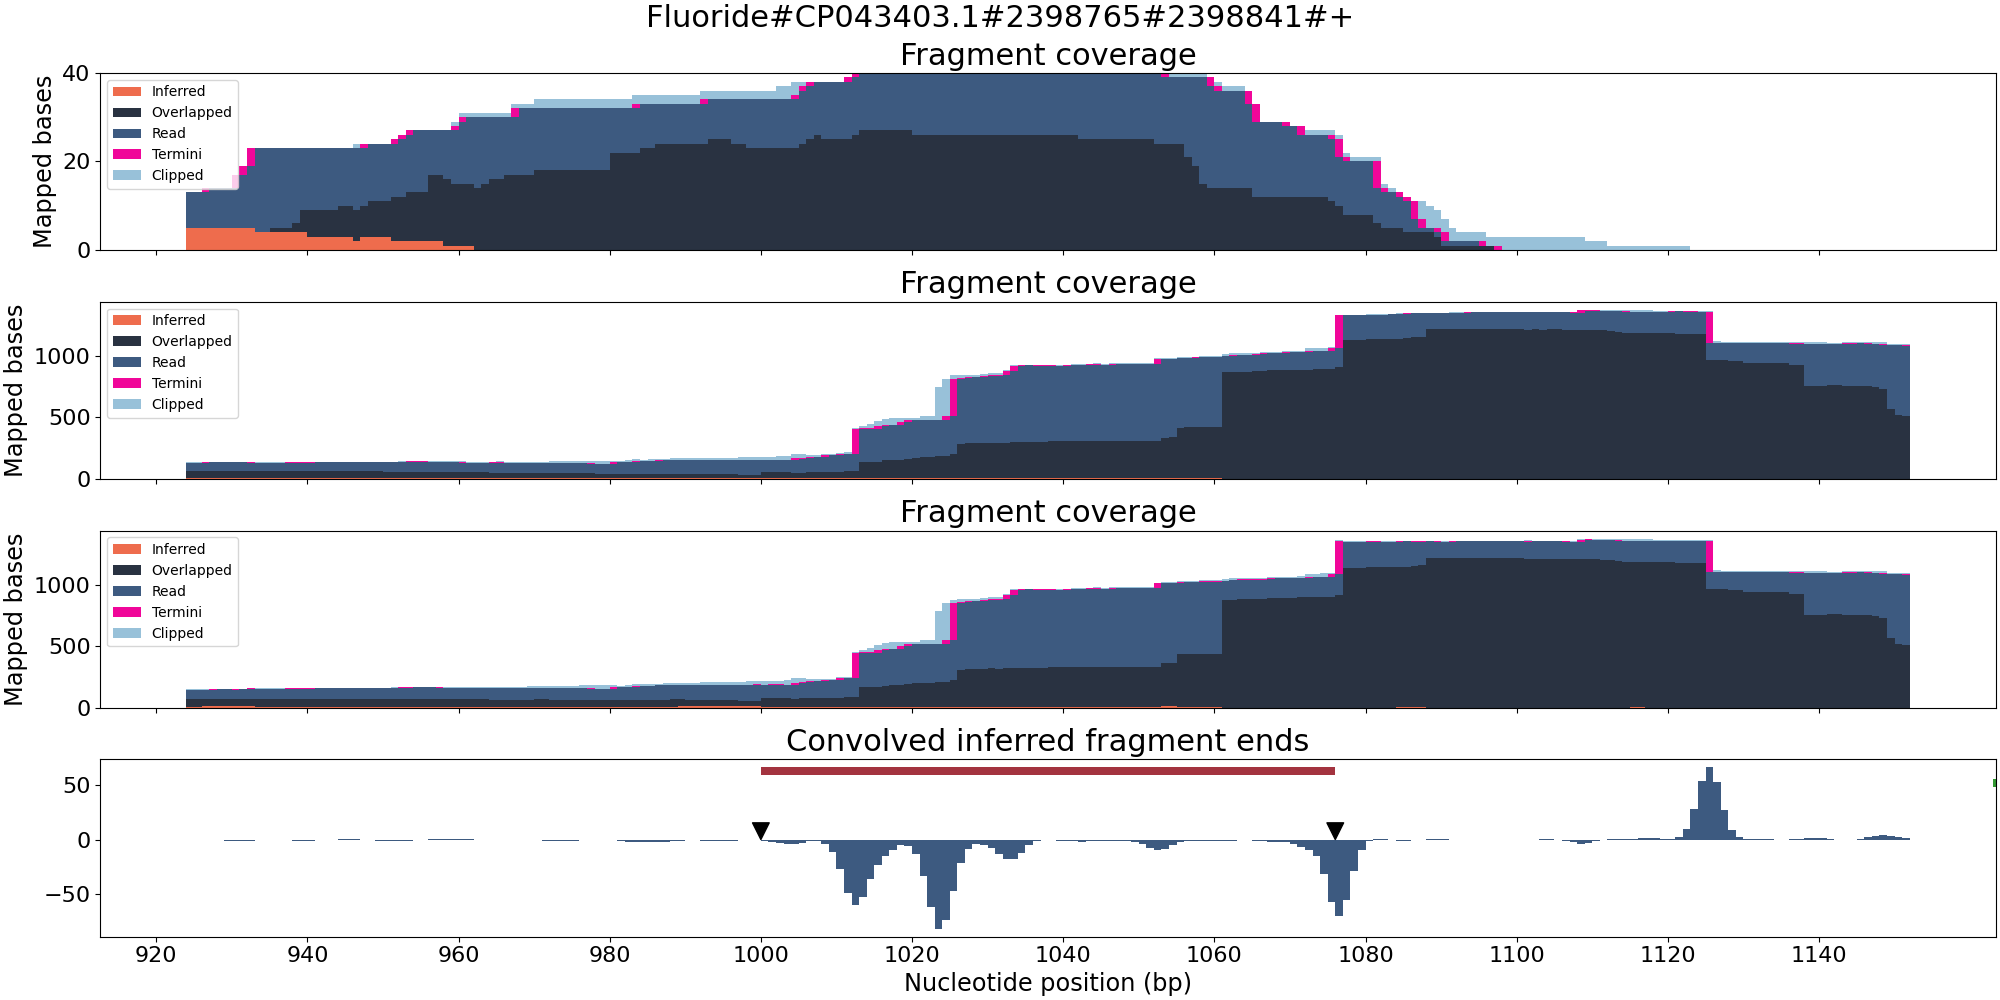 Fluoride#CP043403.1#2398765#2398841#+
Fragment coverage
Mapped bases
40
20
0
Inferred
Overlapped
Read
Termini
Clipped
Fragment coverage
Mapped bases
1000
500
0
Inferred
Overlapped
Read
Termini
Clipped
Fragment coverage
Mapped bases
1000
500
0
Inferred
Overlapped
Read
Termini
Clipped
Convolved inferred fragment ends
50
0
−50
920 940 960 980 1000 1020 1040 1060 1080 1100 1120 1140
Nucleotide position (bp)